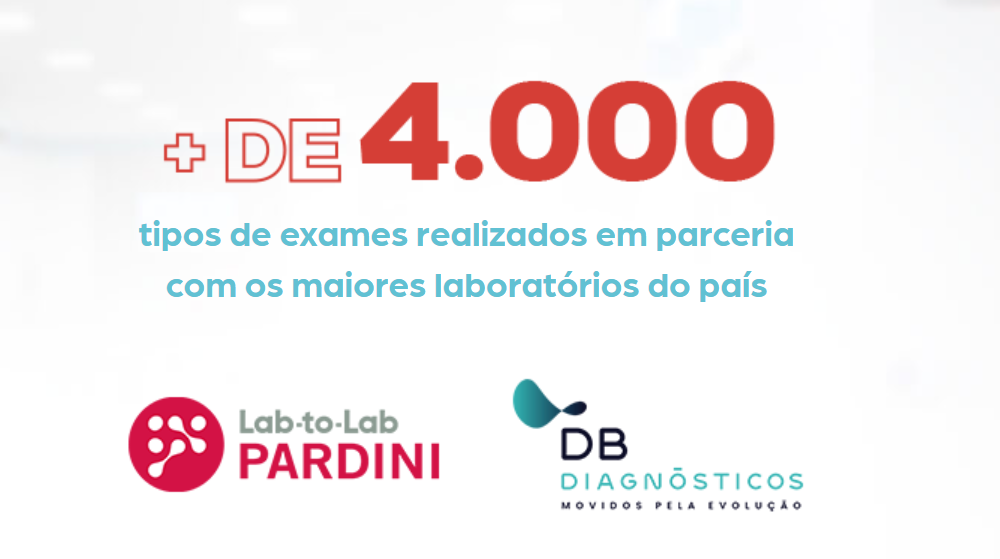 + DE 4.000
tipos de exames realizados em parceria
com os maiores laboratórios do país
Lab-to-Lab
PARDINI
DB
DIAGNŌSTICOS
MOVIDOS PELA EVOLUÇÃO